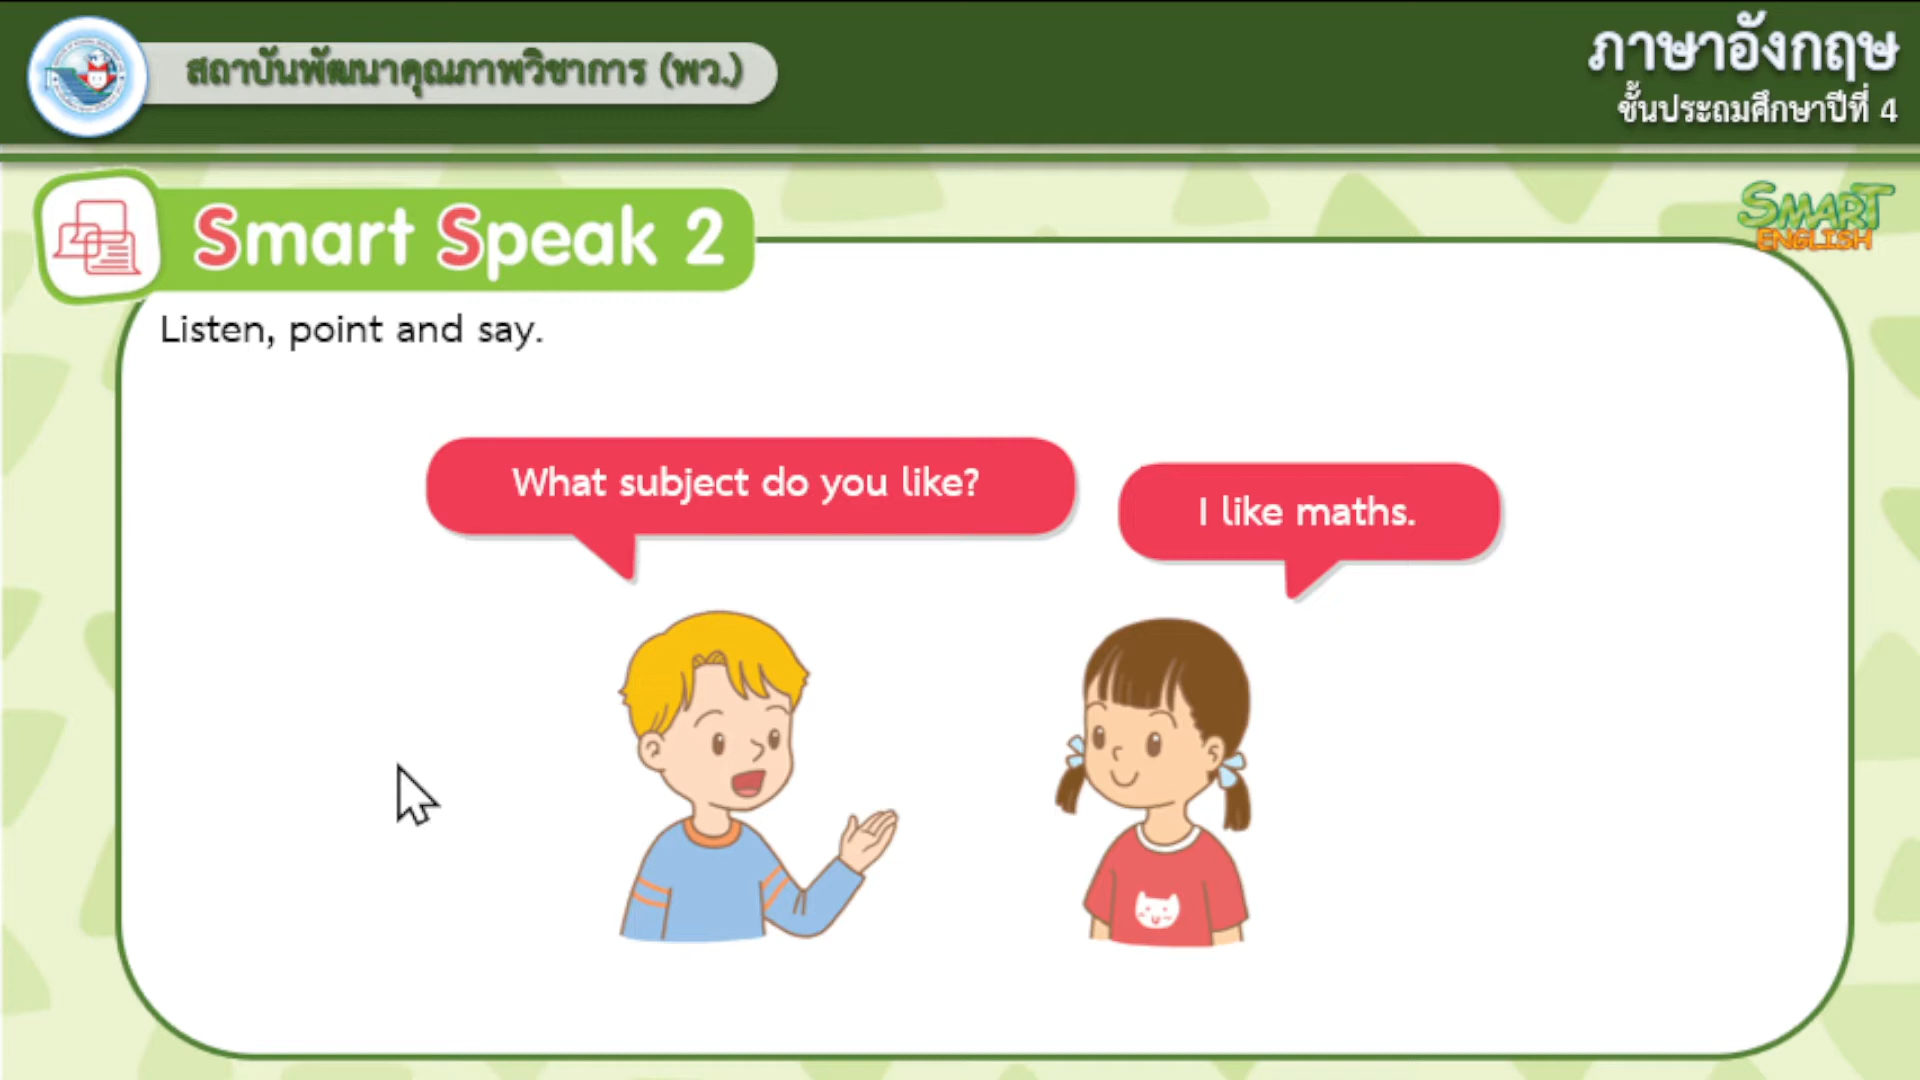 สถาบันพัฒนาคุณภาพวิชาการ (พว.)
ภาษาอังกฤษ
ชั้นประถมศึกษาปีที่ 4
Smart Speak 2
SMART
ENGLISH
Listen, point and say.
What subject do you like?
I like maths.